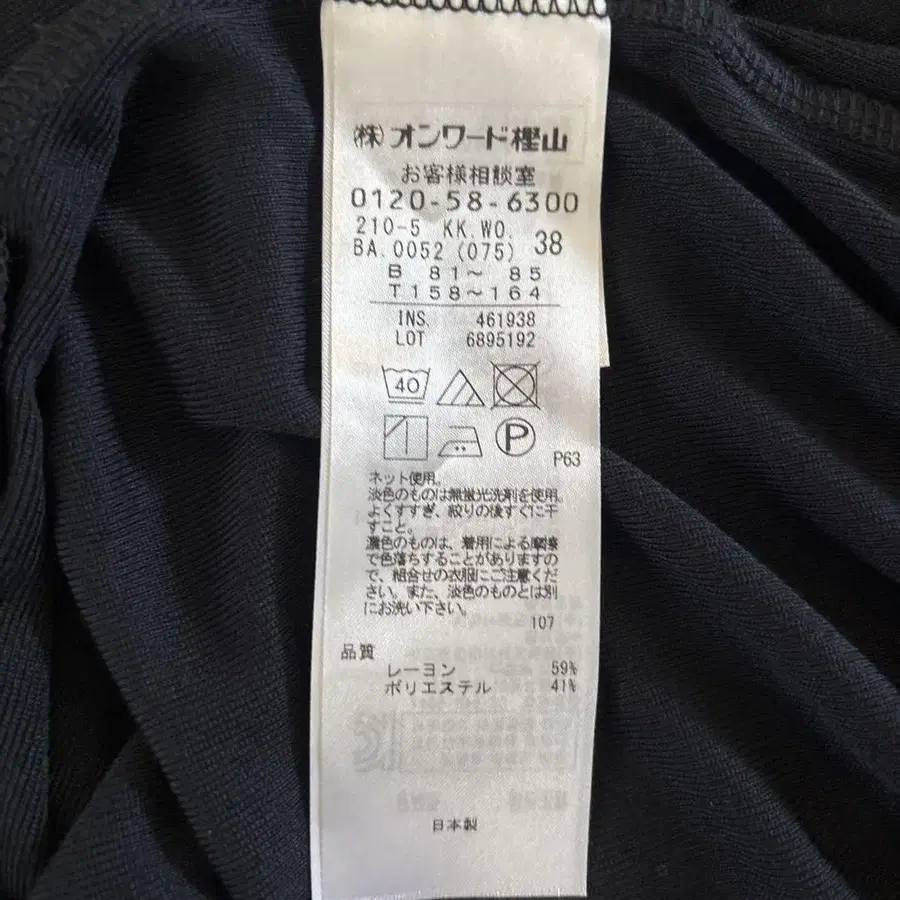 (株)オンワード樫山
お客様相談室
0120-58-6300
210-5 KK.WO.
BA.0052 (075) 38
B 81～ 85
T158～164
INS. 461938
LOT 6895192
40
P
P63
ネット使用。
淡色のものは無蛍光洗剤を使用。
よくすすぎ、絞りの後すぐに干
すこと。
濃色のものは、着用による摩擦
で色落ちすることがありますの
で、組合せの衣服にご注意くだ
さい。また、淡色のものとは別
にお洗い下さい。
107
品質
レーヨン 59%
ポリエステル 41%
日本製